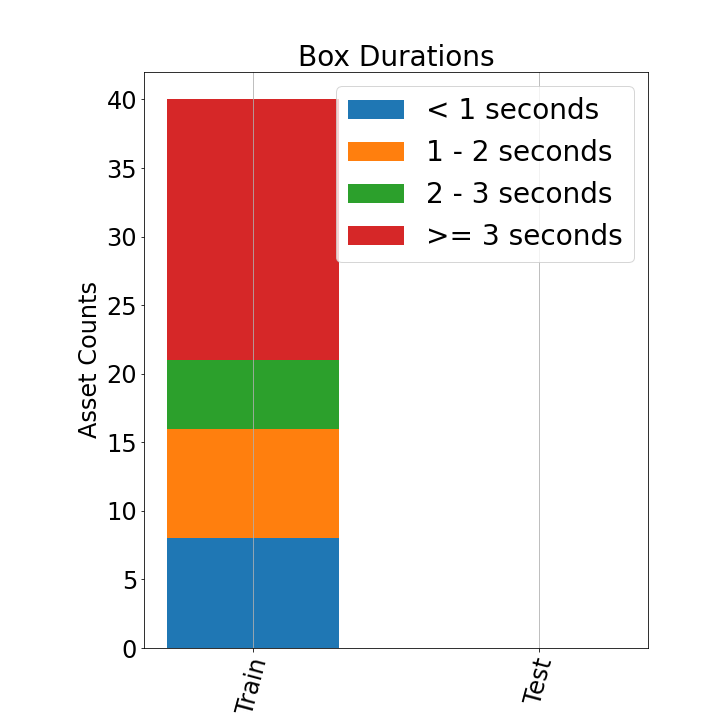 Box Durations
< 1 seconds
1 - 2 seconds
2 - 3 seconds
>= 3 seconds
Asset Counts
40
35
30
25
20
15
10
5
0
Train
Test